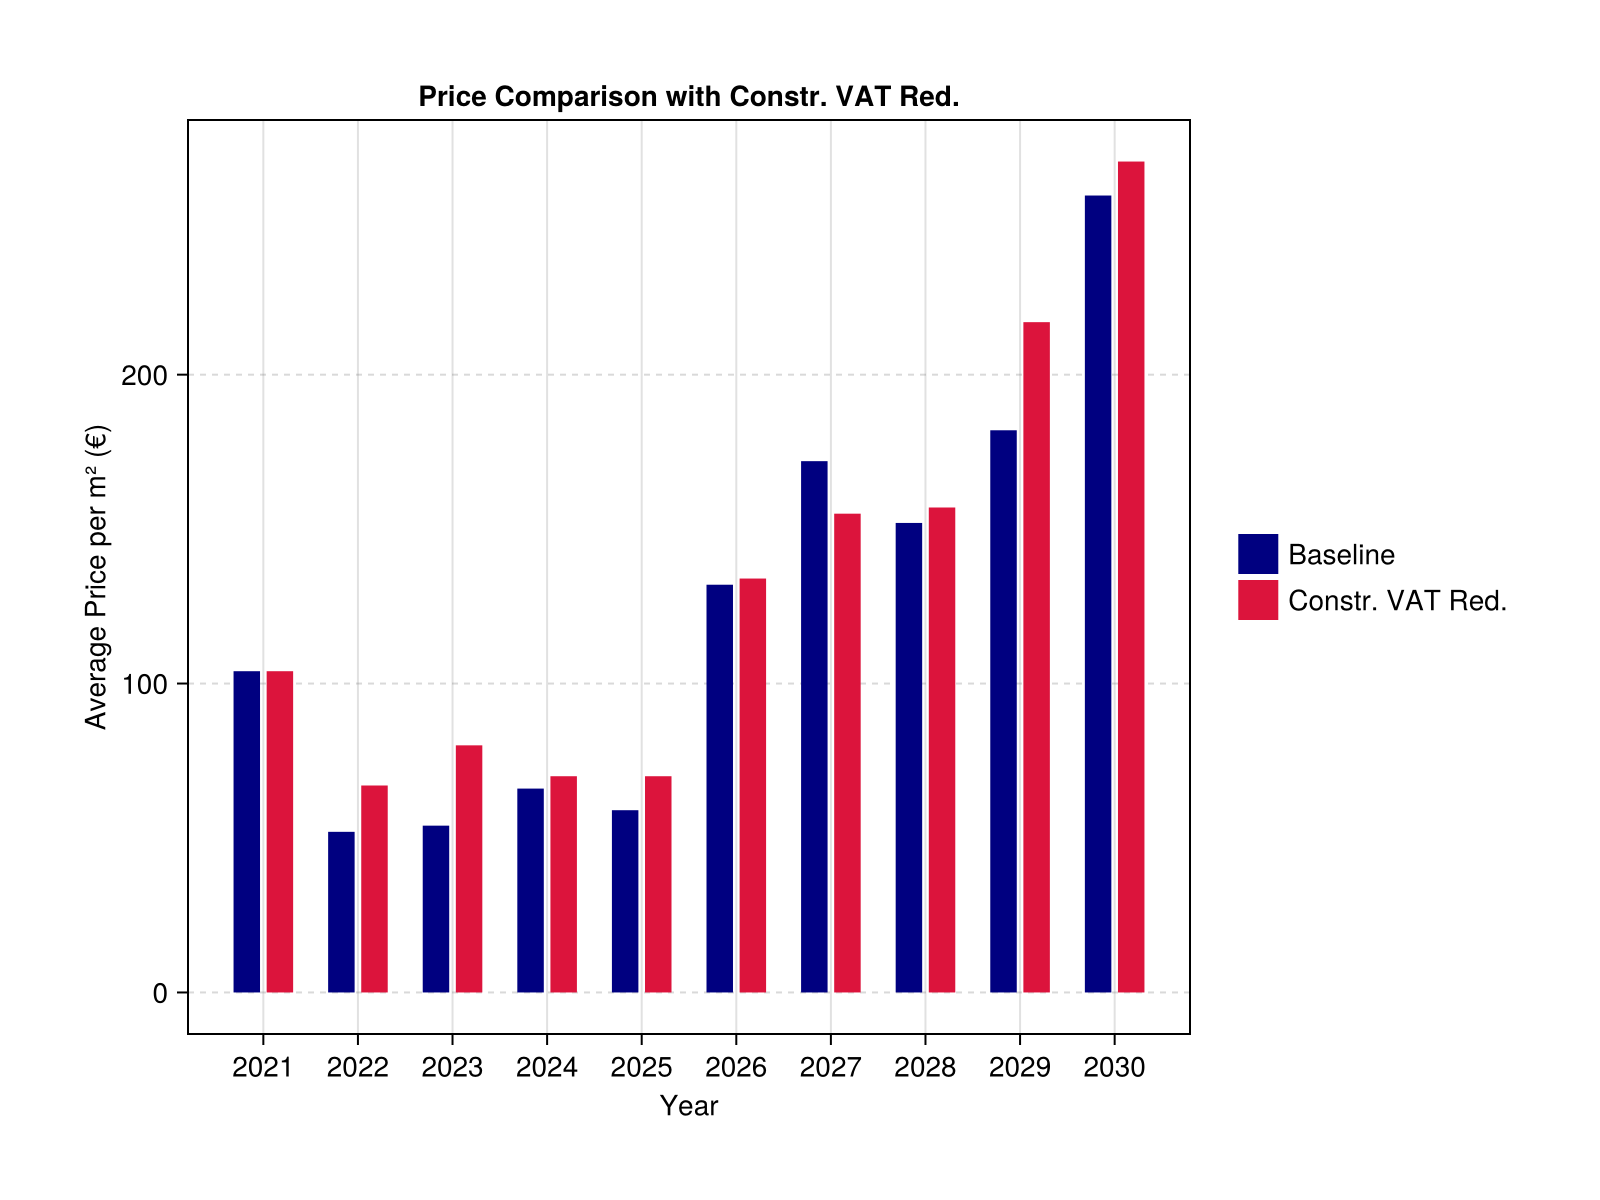 Price Comparison with Constr. VAT Red.
Average Price per m² (€)
200
100
0
2021 2022 2023 2024 2025 2026 2027 2028 2029 2030
Year
Baseline
Constr. VAT Red.